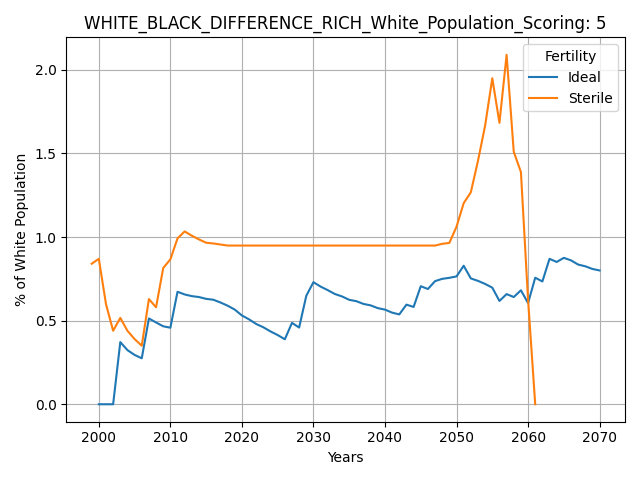 WHITE_BLACK_DIFFERENCE_RICH_White_Population_Scoring: 5
Fertility
Ideal
Sterile
% of White Population
2.0
1.5
1.0
0.5
0.0
2000 2010 2020 2030 2040 2050 2060 2070
Years